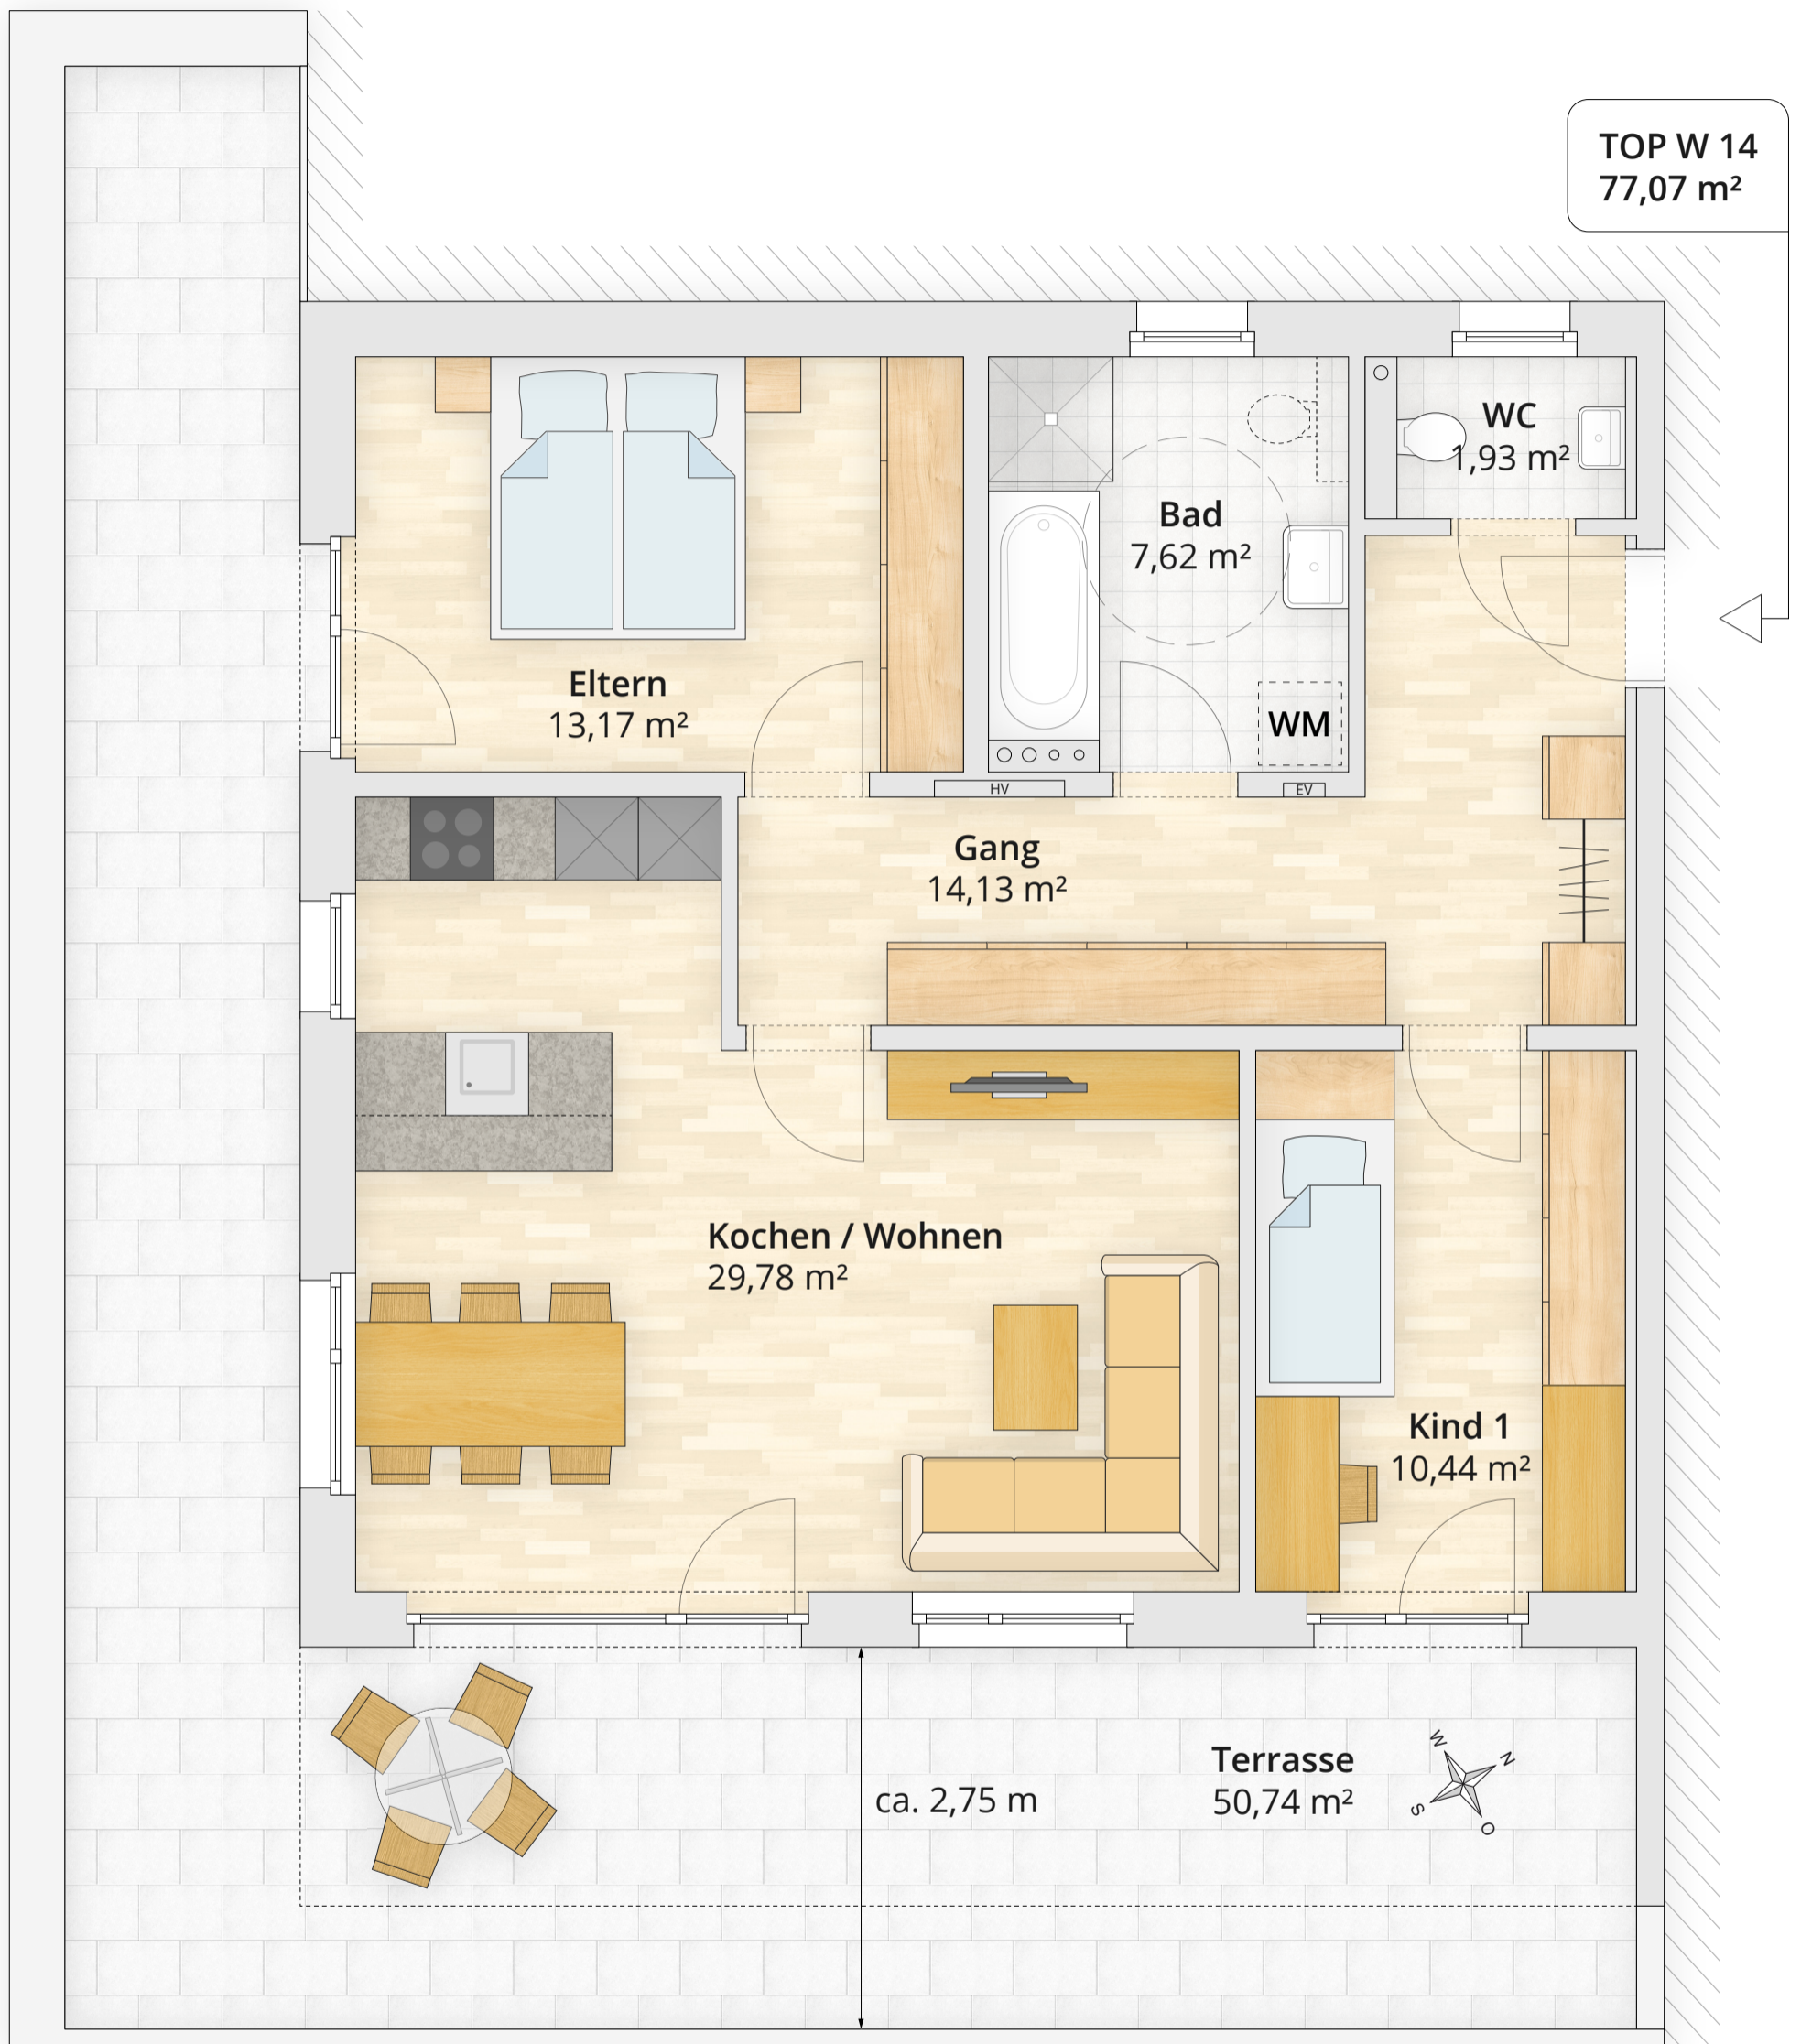 TOP W 14
77,07 m²
WC
1,93 m²
Bad
7,62 m²
Eltern
13,17 m²
WM
HV
EV
Gang
14,13 m²
Kochen / Wohnen
29,78 m²
Kind 1
10,44 m²
Terrasse
50,74 m²
ca. 2,75 m
W
N
S
O